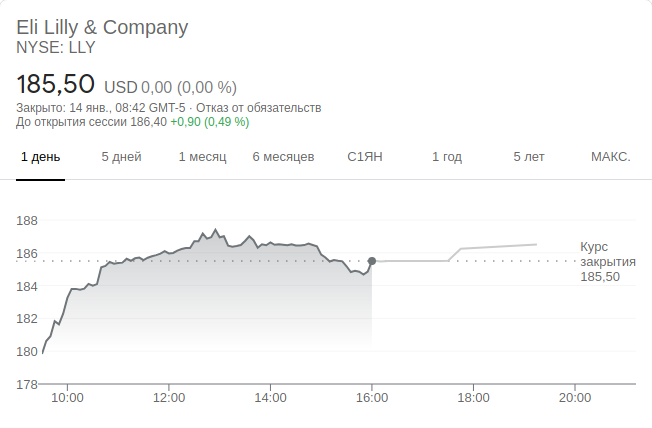 Eli Lilly & Company
NYSE: LLY
185,50 USD 0,00 (0,00 %)
Закрыто: 14 янв., 08:42 GMT-5 · Отказ от обязательств
До открытия сессии 186,40 +0,90 (0,49 %)
1 день 5 дней 1 месяц 6 месяцев С1ЯН 1 год 5 лет МАКС.
188
186
184
182
180
178
Курс
закрытия
185,50
10:00 12:00 14:00 16:00 18:00 20:00